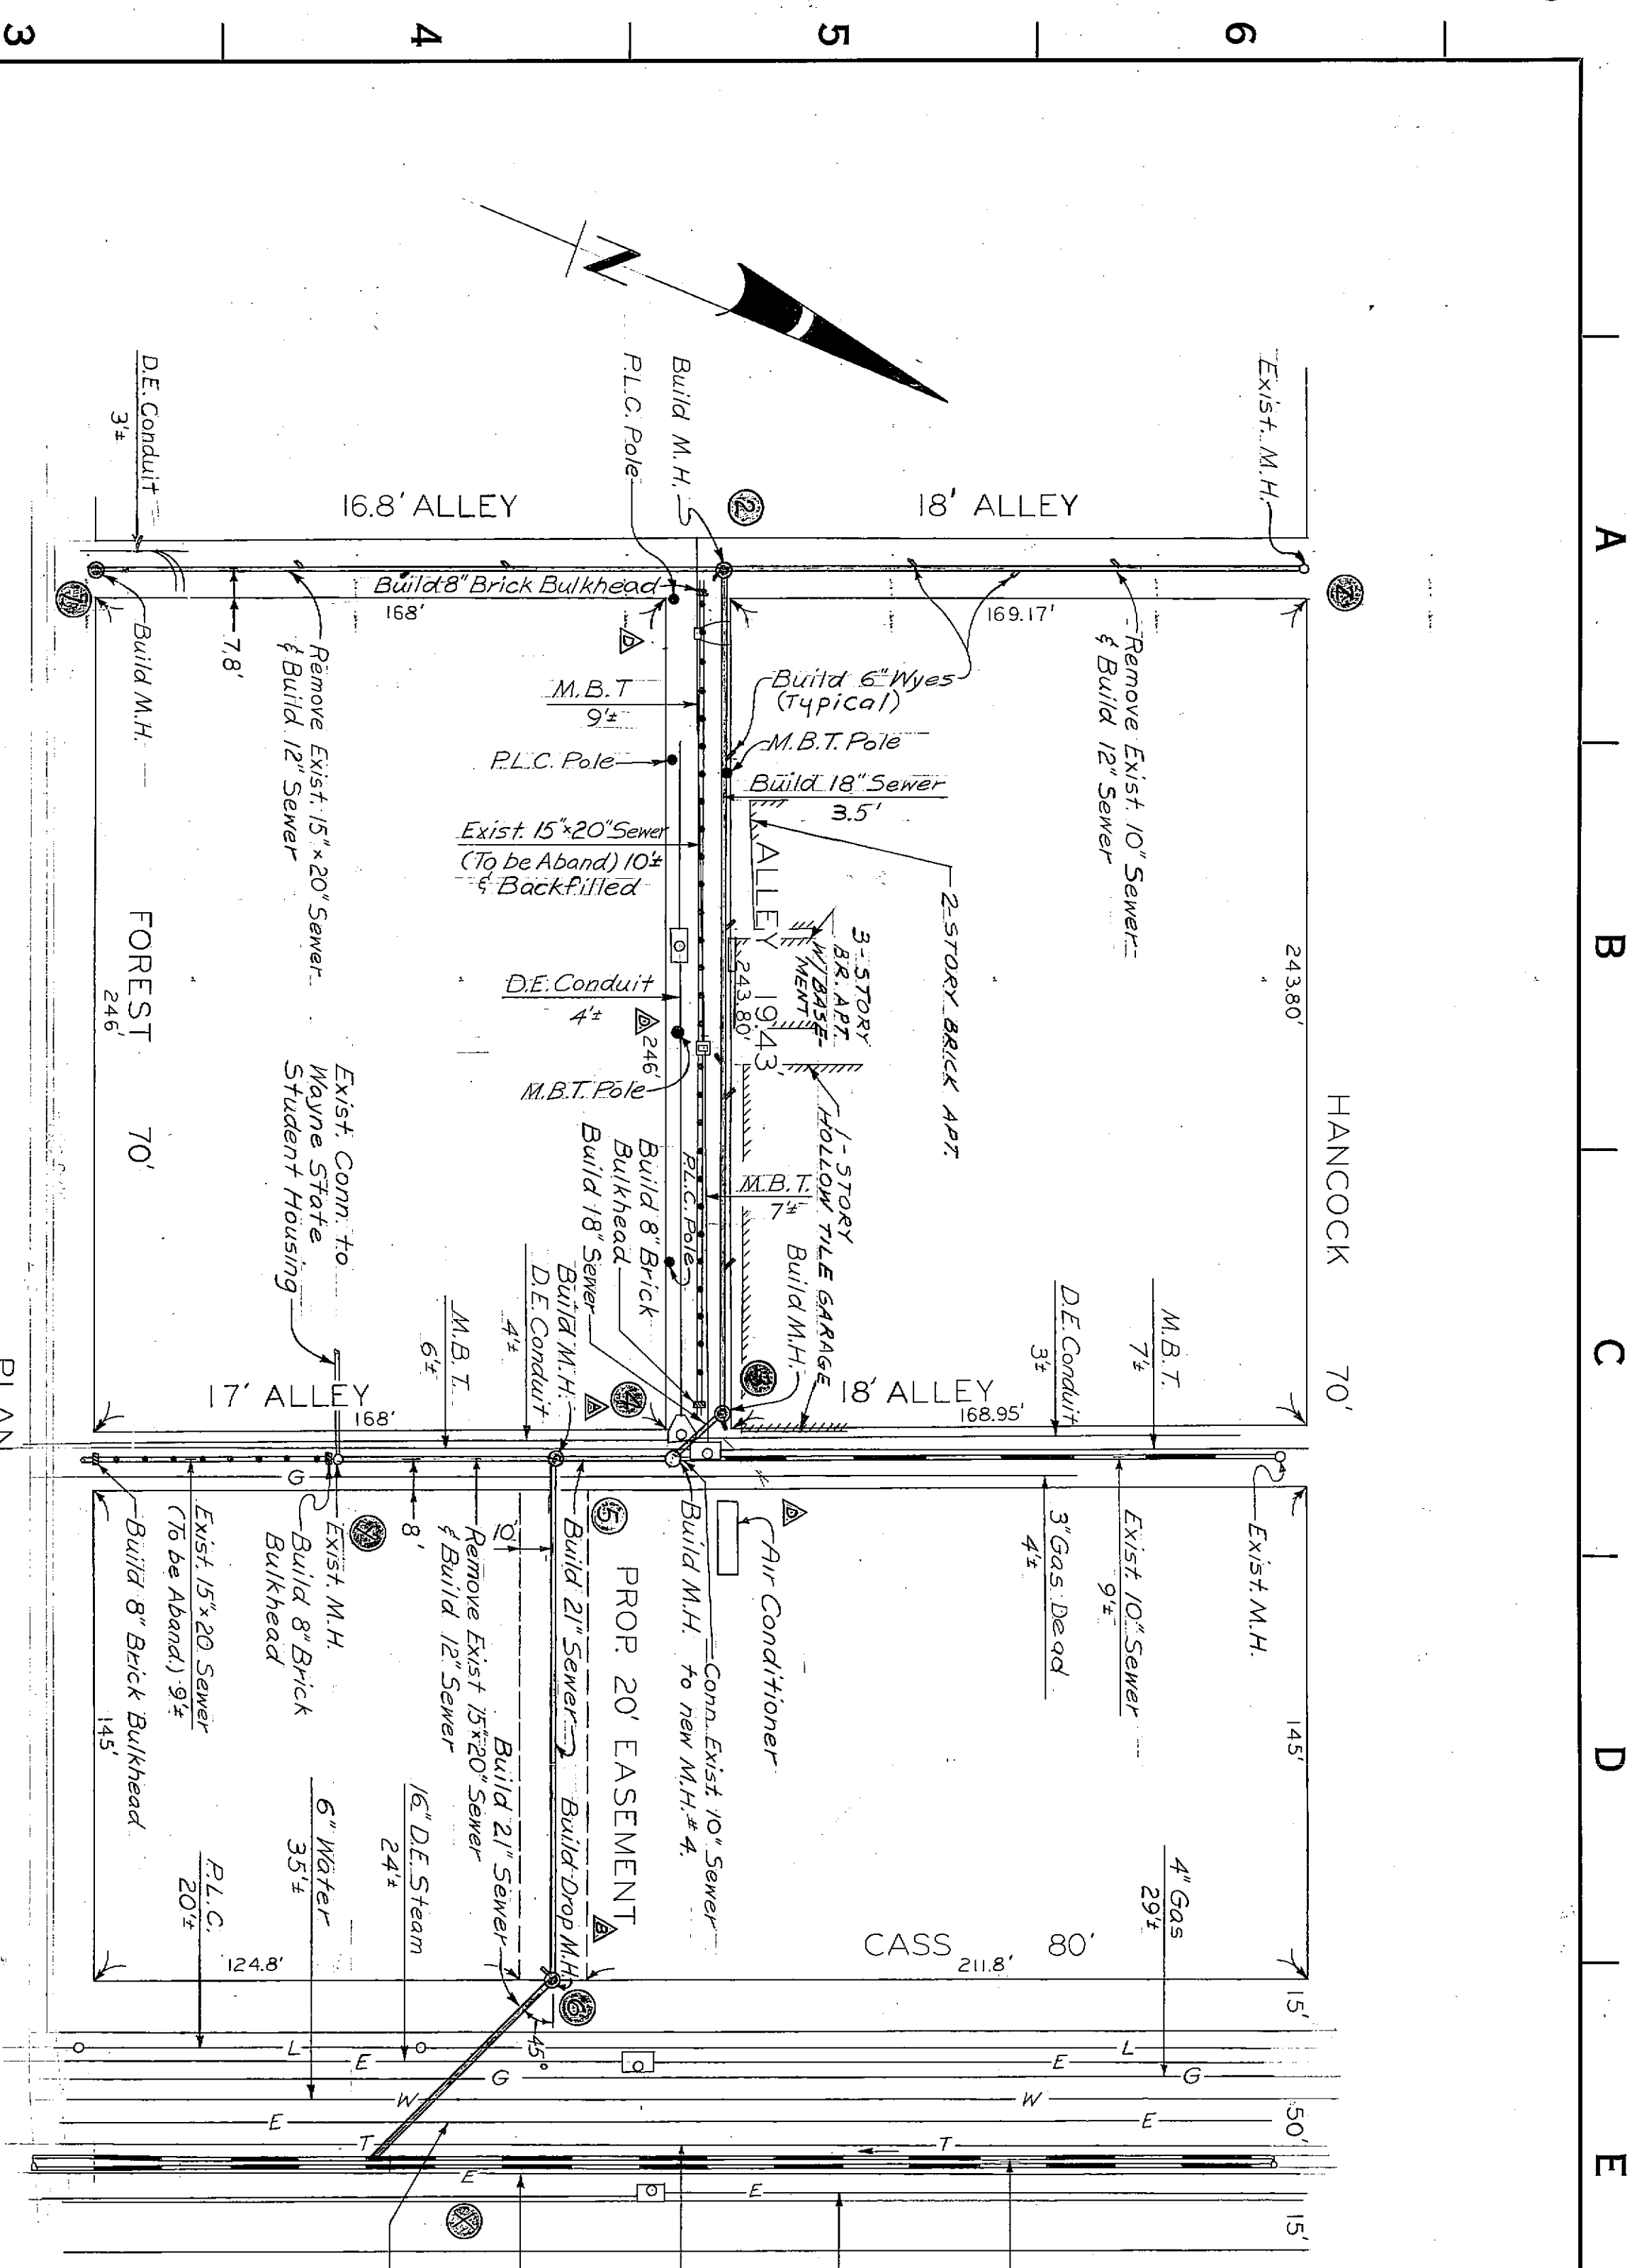 3
4
5
6
A
B
C
D
E
N
D.E. Conduit
3'±
P.L.C. Pole
Build M.H.
Exist. M.H.
16.8' ALLEY
2
18' ALLEY
7
Build M.H.
7.8'
Remove Exist. 15"×20" Sewer
& Build 12" Sewer
Build 8" Brick Bulkhead
168'
D
169.17'
Remove Exist. 10" Sewer
& Build 12" Sewer
M.B.T
9'±
Build 6" Wyes
(Typical)
P.L.C. Pole
M.B.T. Pole
Build 18" Sewer
3.5'
Exist. 15"×20" Sewer
(To be Aband) 10'±
& Backfilled
ALLEY 19.43'
2-STORY BRICK APT.
3-STORY
BR. APT.
W/BASE-
MENT
243.80'
243.80'
FOREST 70'
246'
D.E. Conduit
4'±
D
246'
M.B.T. Pole
1-STORY
HOLLOW TILE GARAGE
HANCOCK 70'
Exist. Conn. to
Wayne State
Student Housing
Build 8" Brick
Bulkhead
Build 18" Sewer
P.L.C. Pole
M.B.T.
7'±
Build M.H.
D.E. Conduit
3'±
M.B.T.
7'±
M.B.T.
6'±
D.E. Conduit
4'±
Build M.H.
17' ALLEY
168'
4
18' ALLEY
168.95'
PLAN
G
Build 8" Brick Bulkhead
Exist. 15"×20 Sewer
(To be Aband.) 9'±
Build 8" Brick
Bulkhead
Exist. M.H.
8'
Remove Exist 15"×20" Sewer
& Build 12" Sewer
10'
5
Build 21" Sewer
PROP. 20' EASEMENT
Build M.H.
Conn. Exist. 10" Sewer
to new M.H. # 4.
D
Air Conditioner
3" Gas Dead
4'±
Exist. 10" Sewer
9'±
Exist. M.H.
145'
145'
P.L.C.
20'±
6" Water
35'±
16" D.E. Steam
24'±
Build 21" Sewer
Build Drop M.H.
B
4" Gas
29'±
CASS 80'
124.8'
211.8'
6
45°
15'
50'
15'
L
E
G
W
E
T
E
L
E
G
W
E
T
E